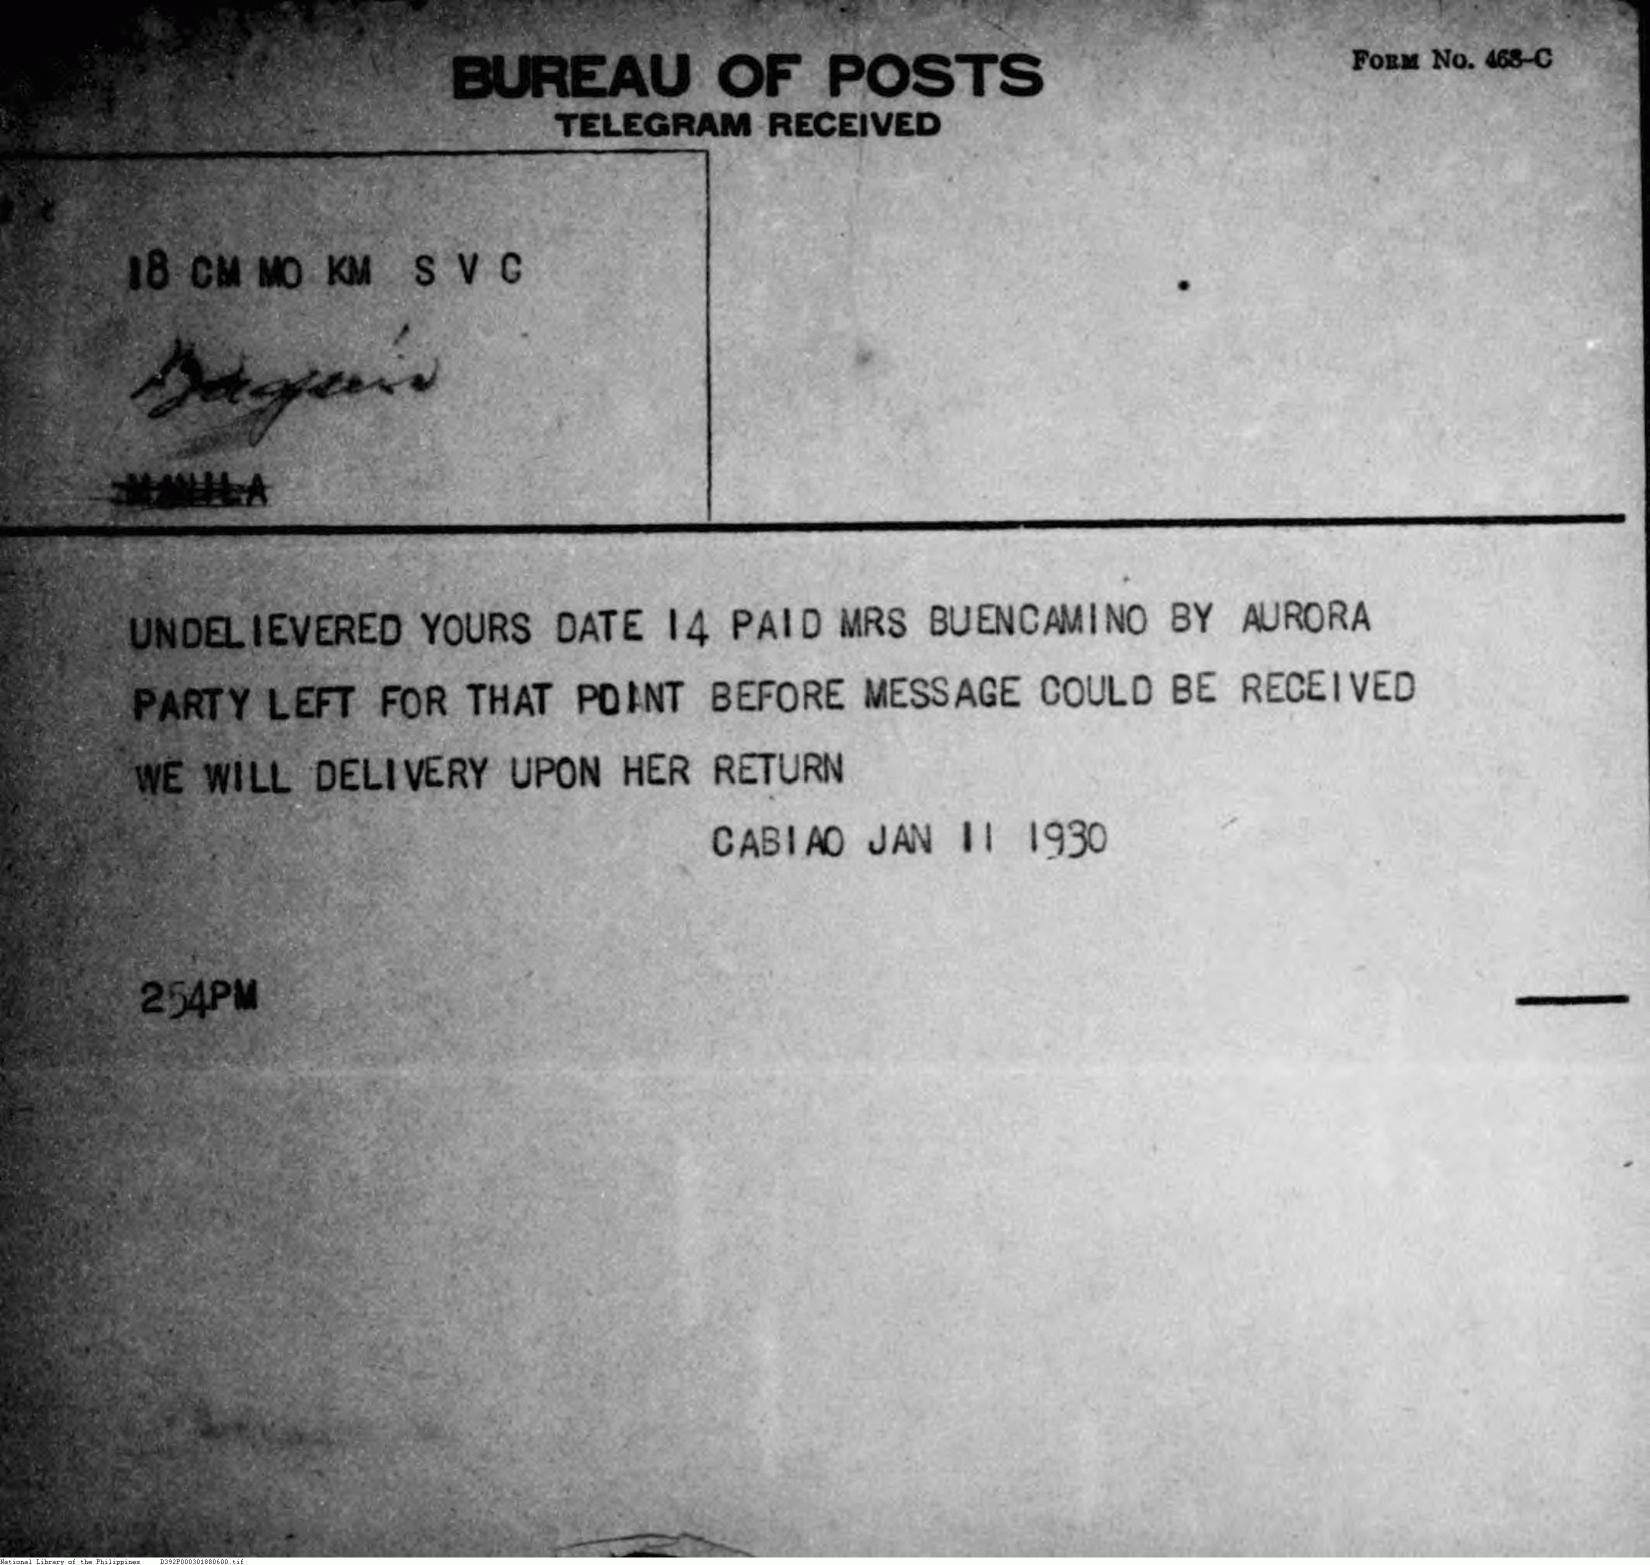 BUREAU OF POSTS
FORM No. 468-C
TELEGRAM RECEIVED
18 CM MO KM S V C
Baguio
MANILA
UNDELIEVERED YOURS DATE 14 PAID MRS BUENCAMINO BY AURORA
PARTY LEFT FOR THAT POINT BEFORE MESSAGE COULD BE RECEIVED
WE WILL DELIVERY UPON HER RETURN
CABIAO JAN 11 1930
254PM
National Library of the Philippines D392P000301880600.tif